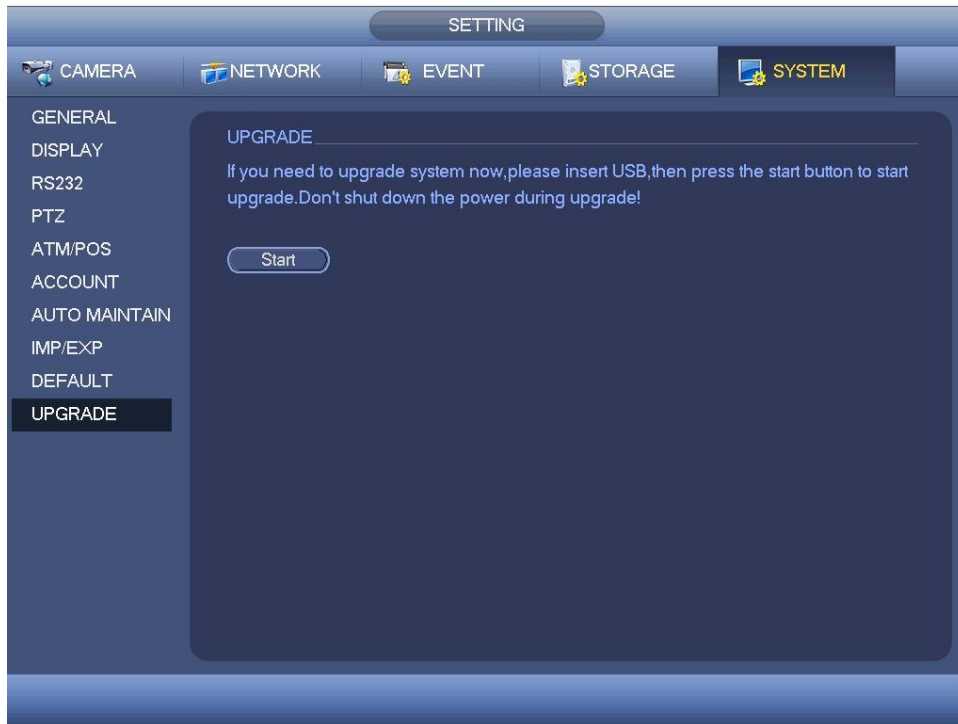 SETTING
CAMERA
NETWORK
EVENT
STORAGE
SYSTEM
GENERAL
DISPLAY
RS232
PTZ
ATM/POS
ACCOUNT
AUTO MAINTAIN
IMP/EXP
DEFAULT
UPGRADE
UPGRADE
If you need to upgrade system now,please insert USB,then press the start button to start
upgrade.Don't shut down the power during upgrade!
Start